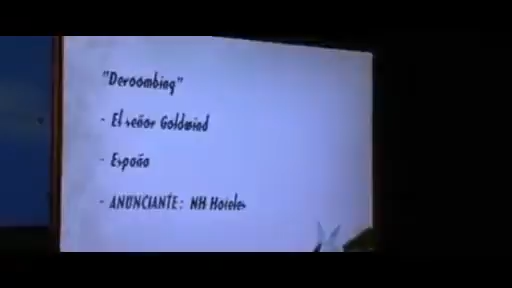 "Deroombing"
- El señor Goldwind
- España
- ANUNCIANTE: NH Hoteles